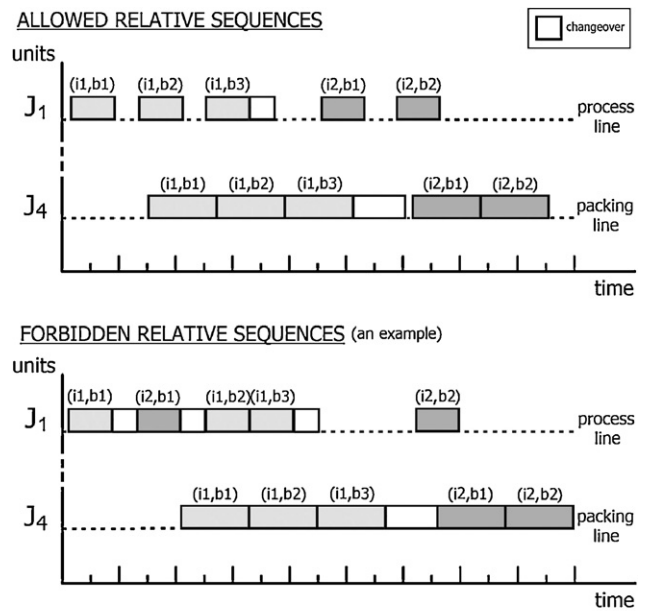 ALLOWED RELATIVE SEQUENCES
changeover
units
(i1,b1) (i1,b2) (i1,b3) (i2,b1) (i2,b2)
J1 process
line
(i1,b1) (i1,b2) (i1,b3) (i2,b1) (i2,b2)
J4 packing
line
time
FORBIDDEN RELATIVE SEQUENCES (an example)
units
(i1,b1) (i2,b1) (i1,b2)(i1,b3) (i2,b2)
J1 process
line
(i1,b1) (i1,b2) (i1,b3) (i2,b1) (i2,b2)
J4 packing
line
time